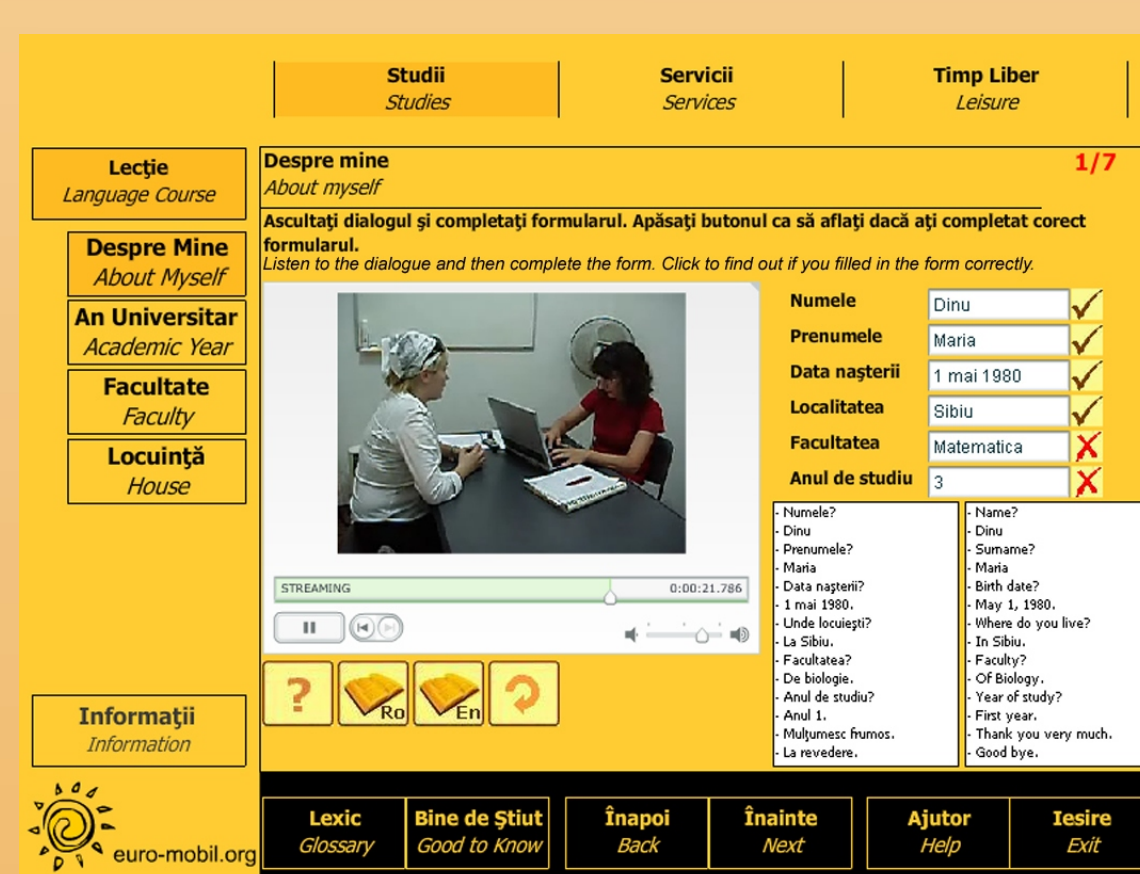 Studii
Studies
Servicii
Services
Timp Liber
Leisure
Lecţie
Language Course
Despre Mine
About Myself
An Universitar
Academic Year
Facultate
Faculty
Locuinţă
House
Informaţii
Information
euro-mobil.org
Despre mine
About myself
1/7
Ascultaţi dialogul şi completaţi formularul. Apăsaţi butonul ca să aflaţi dacă aţi completat corect
formularul.
Listen to the dialogue and then complete the form. Click to find out if you filled in the form correctly.
STREAMING 0:00:21.786
?
Ro
En
Numele Dinu
Prenumele Maria
Data naşterii 1 mai 1980
Localitatea Sibiu
Facultatea Matematica
Anul de studiu 3
- Numele?
- Dinu
- Prenumele?
- Maria
- Data naşterii?
- 1 mai 1980.
- Unde locuieşti?
- La Sibiu.
- Facultatea?
- De biologie.
- Anul de studiu?
- Anul 1.
- Mulţumesc frumos.
- La revedere.
- Name?
- Dinu
- Surname?
- Maria
- Birth date?
- May 1, 1980.
- Where do you live?
- In Sibiu.
- Faculty?
- Of Biology.
- Year of study?
- First year.
- Thank you very much.
- Good bye.
Lexic
Glossary
Bine de Ştiut
Good to Know
Înapoi
Back
Înainte
Next
Ajutor
Help
Iesire
Exit